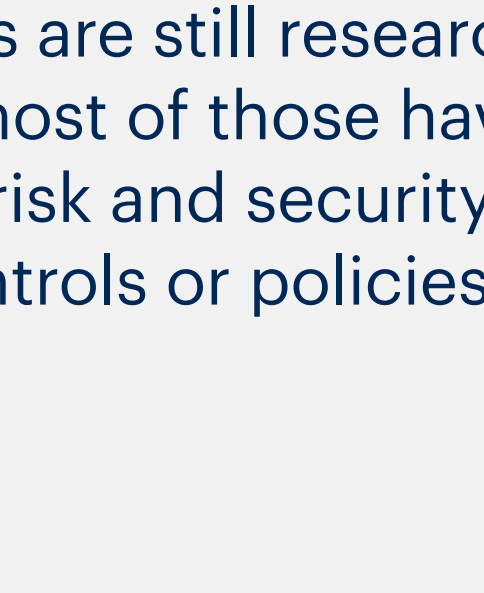 s are still researc
nost of those hav
risk and security
ntrols or policies